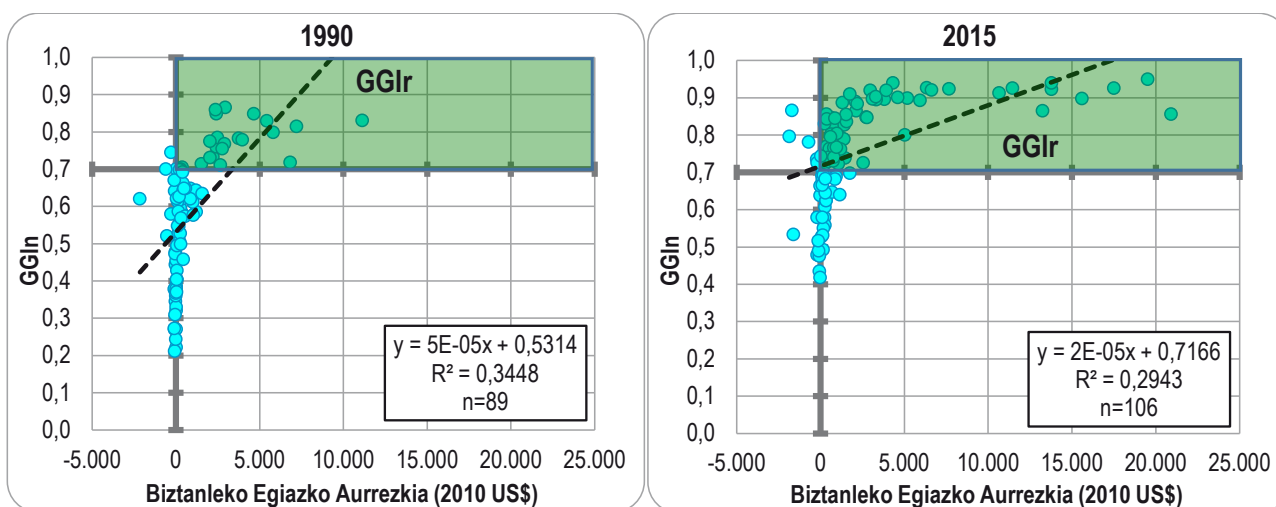 1990
GGIn
1,0
0,9
0,8
0,7
0,6
0,5
0,4
0,3
0,2
0,1
0,0
GGIr
y = 5E-05x + 0,5314
R² = 0,3448
n=89
-5.000 0 5.000 10.000 15.000 20.000 25.000
Biztanleko Egiazko Aurrezkia (2010 US$)
2015
GGIn
1,0
0,9
0,8
0,7
0,6
0,5
0,4
0,3
0,2
0,1
0,0
GGIr
y = 2E-05x + 0,7166
R² = 0,2943
n=106
-5.000 0 5.000 10.000 15.000 20.000 25.000
Biztanleko Egiazko Aurrezkia (2010 US$)